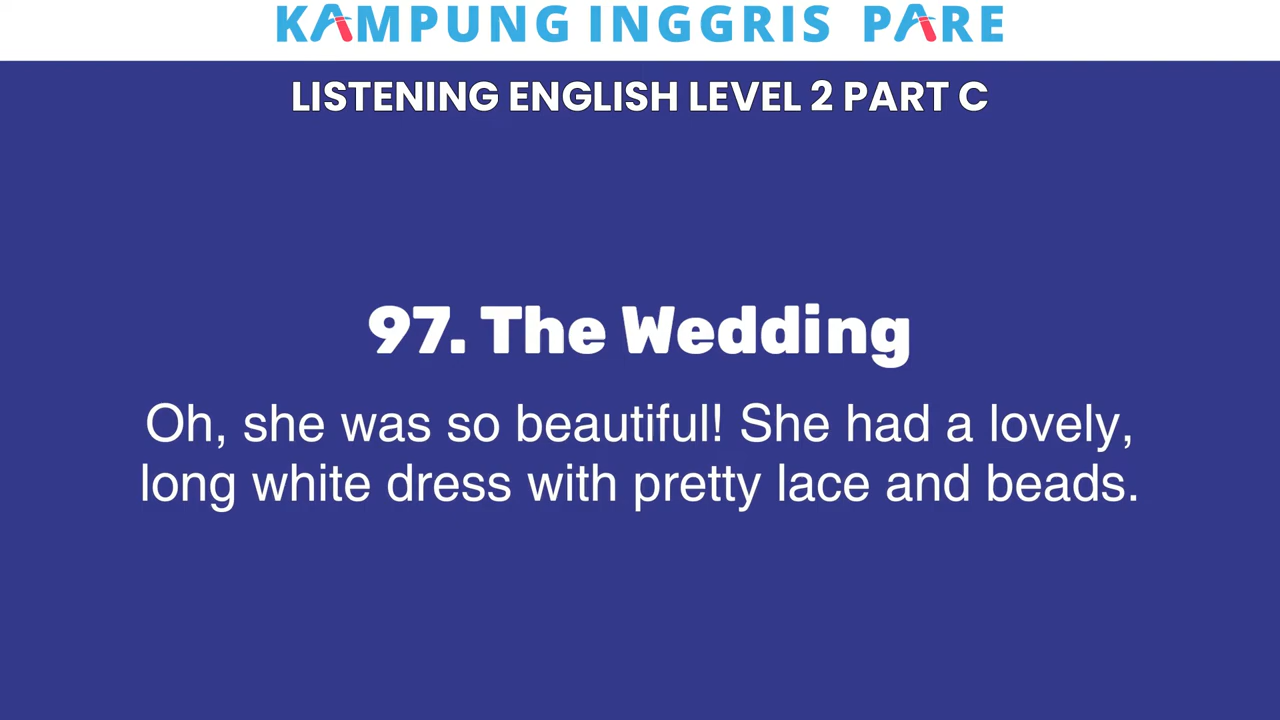 KAMPUNG INGGRIS PARE
LISTENING ENGLISH LEVEL 2 PART C
97. The Wedding
Oh, she was so beautiful! She had a lovely,
long white dress with pretty lace and beads.